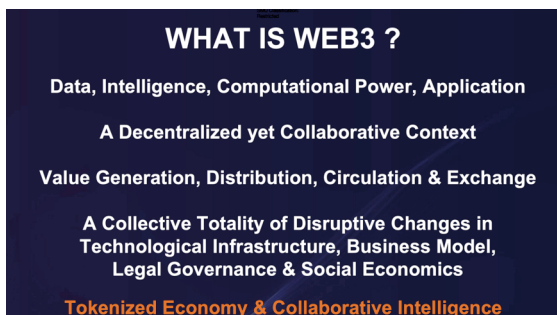 WHAT IS WEB3 ?
Data, Intelligence, Computational Power, Application
A Decentralized yet Collaborative Context
Value Generation, Distribution, Circulation & Exchange
A Collective Totality of Disruptive Changes in
Technological Infrastructure, Business Model,
Legal Governance & Social Economics
Tokenized Economy & Collaborative Intelligence